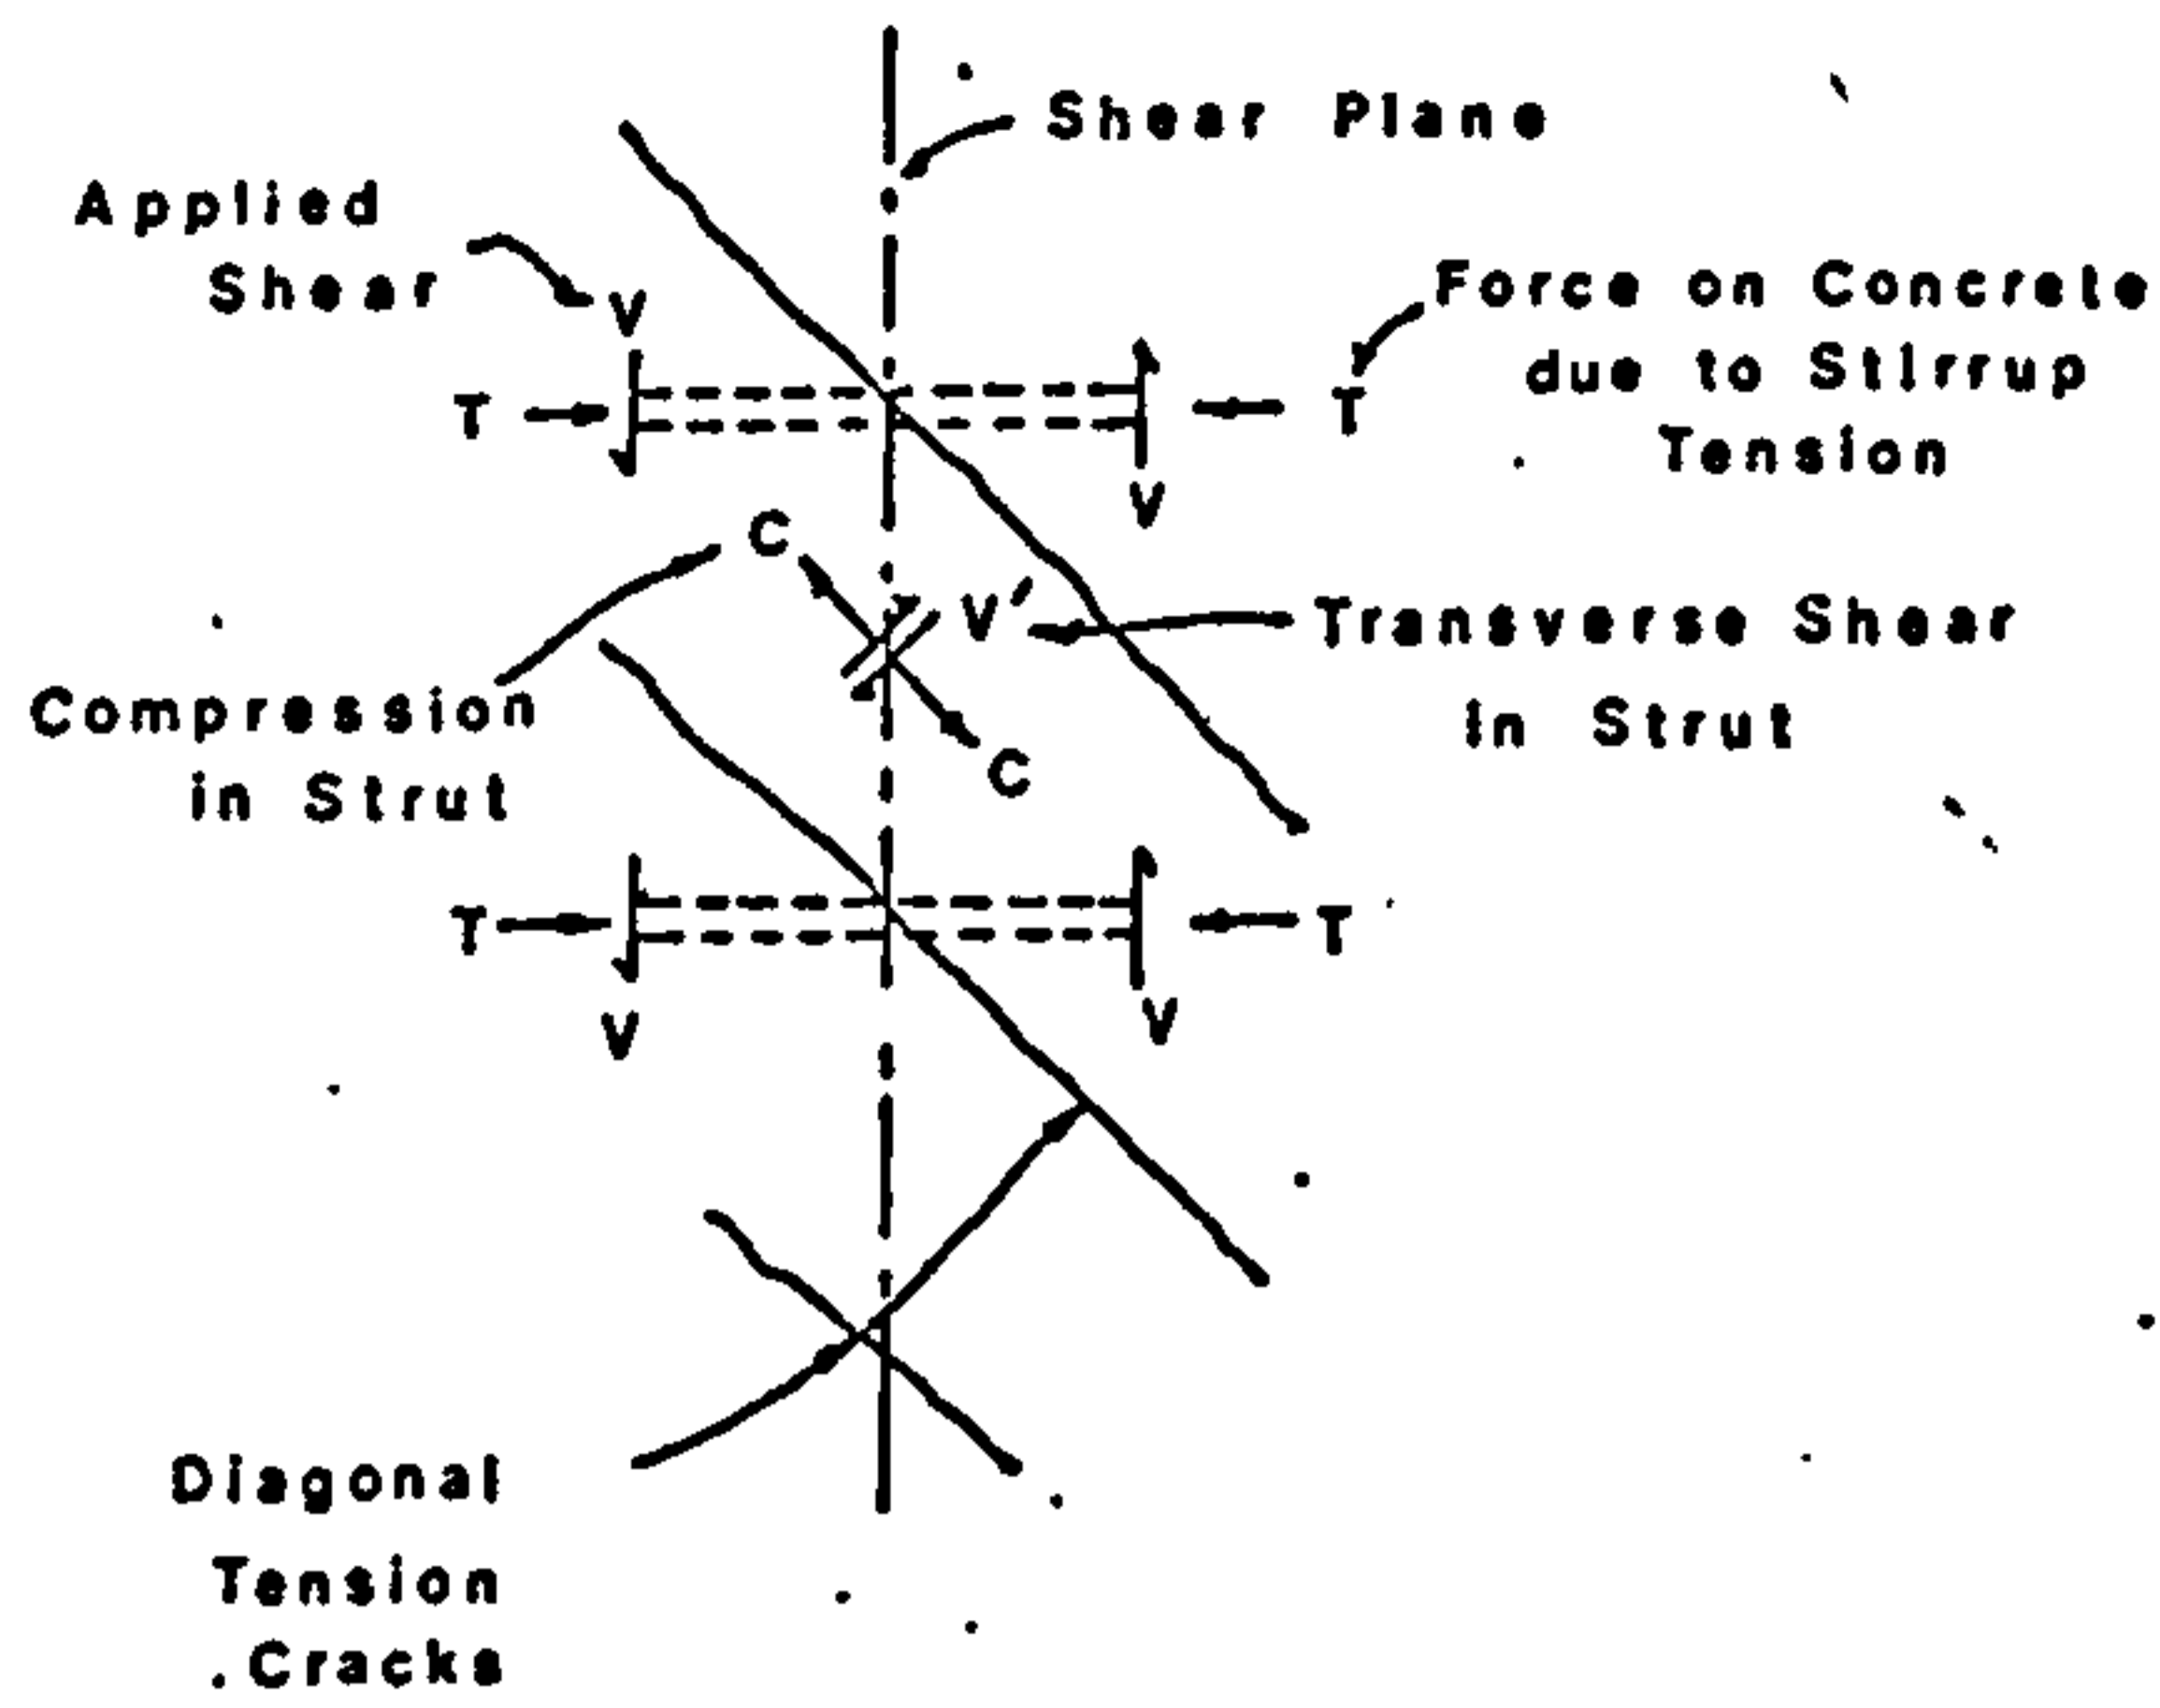 Shear Plane
Applied
Shear
V
Force on Concrete
due to Stirrup
Tension
T
T
V
C
V′
Transverse Shear
in Strut
Compression
in Strut
C
T
T
V
V
Diagonal
Tension
Cracks